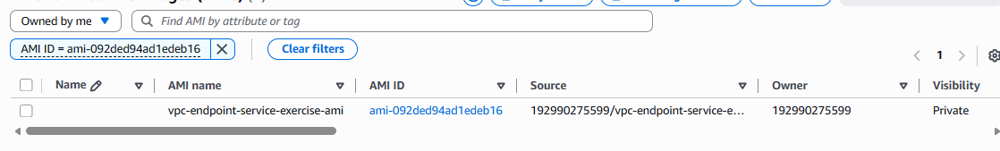 Owned by me
Find AMI by attribute or tag
AMI ID = ami-092ded94ad1edeb16
Clear filters
1
Name
AMI name
AMI ID
Source
Owner
Visibility
vpc-endpoint-service-exercise-ami
ami-092ded94ad1edeb16
192990275599/vpc-endpoint-service-e…
192990275599
Private